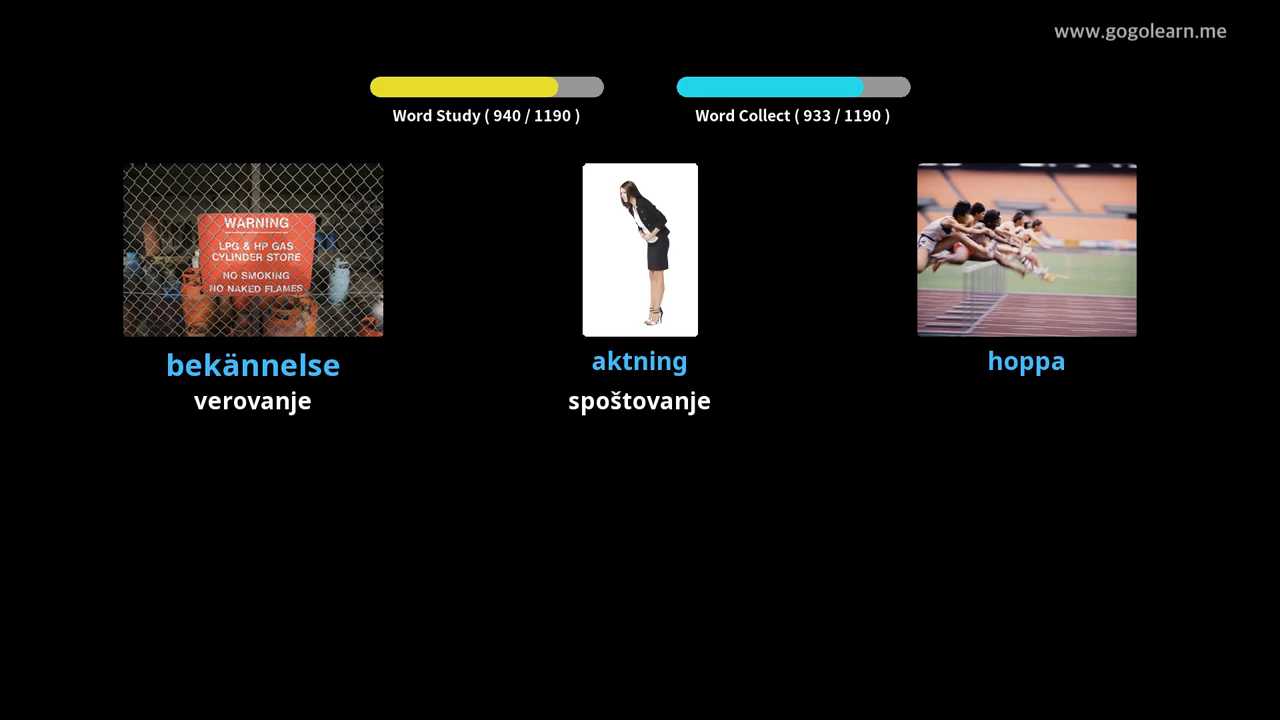 www.gogolearn.me
Word Study ( 940 / 1190 )
Word Collect ( 933 / 1190 )
WARNING
LPG & HP GAS
CYLINDER STORE
NO SMOKING
NO NAKED FLAMES
bekännelse
aktning
hoppa
verovanje
spoštovanje